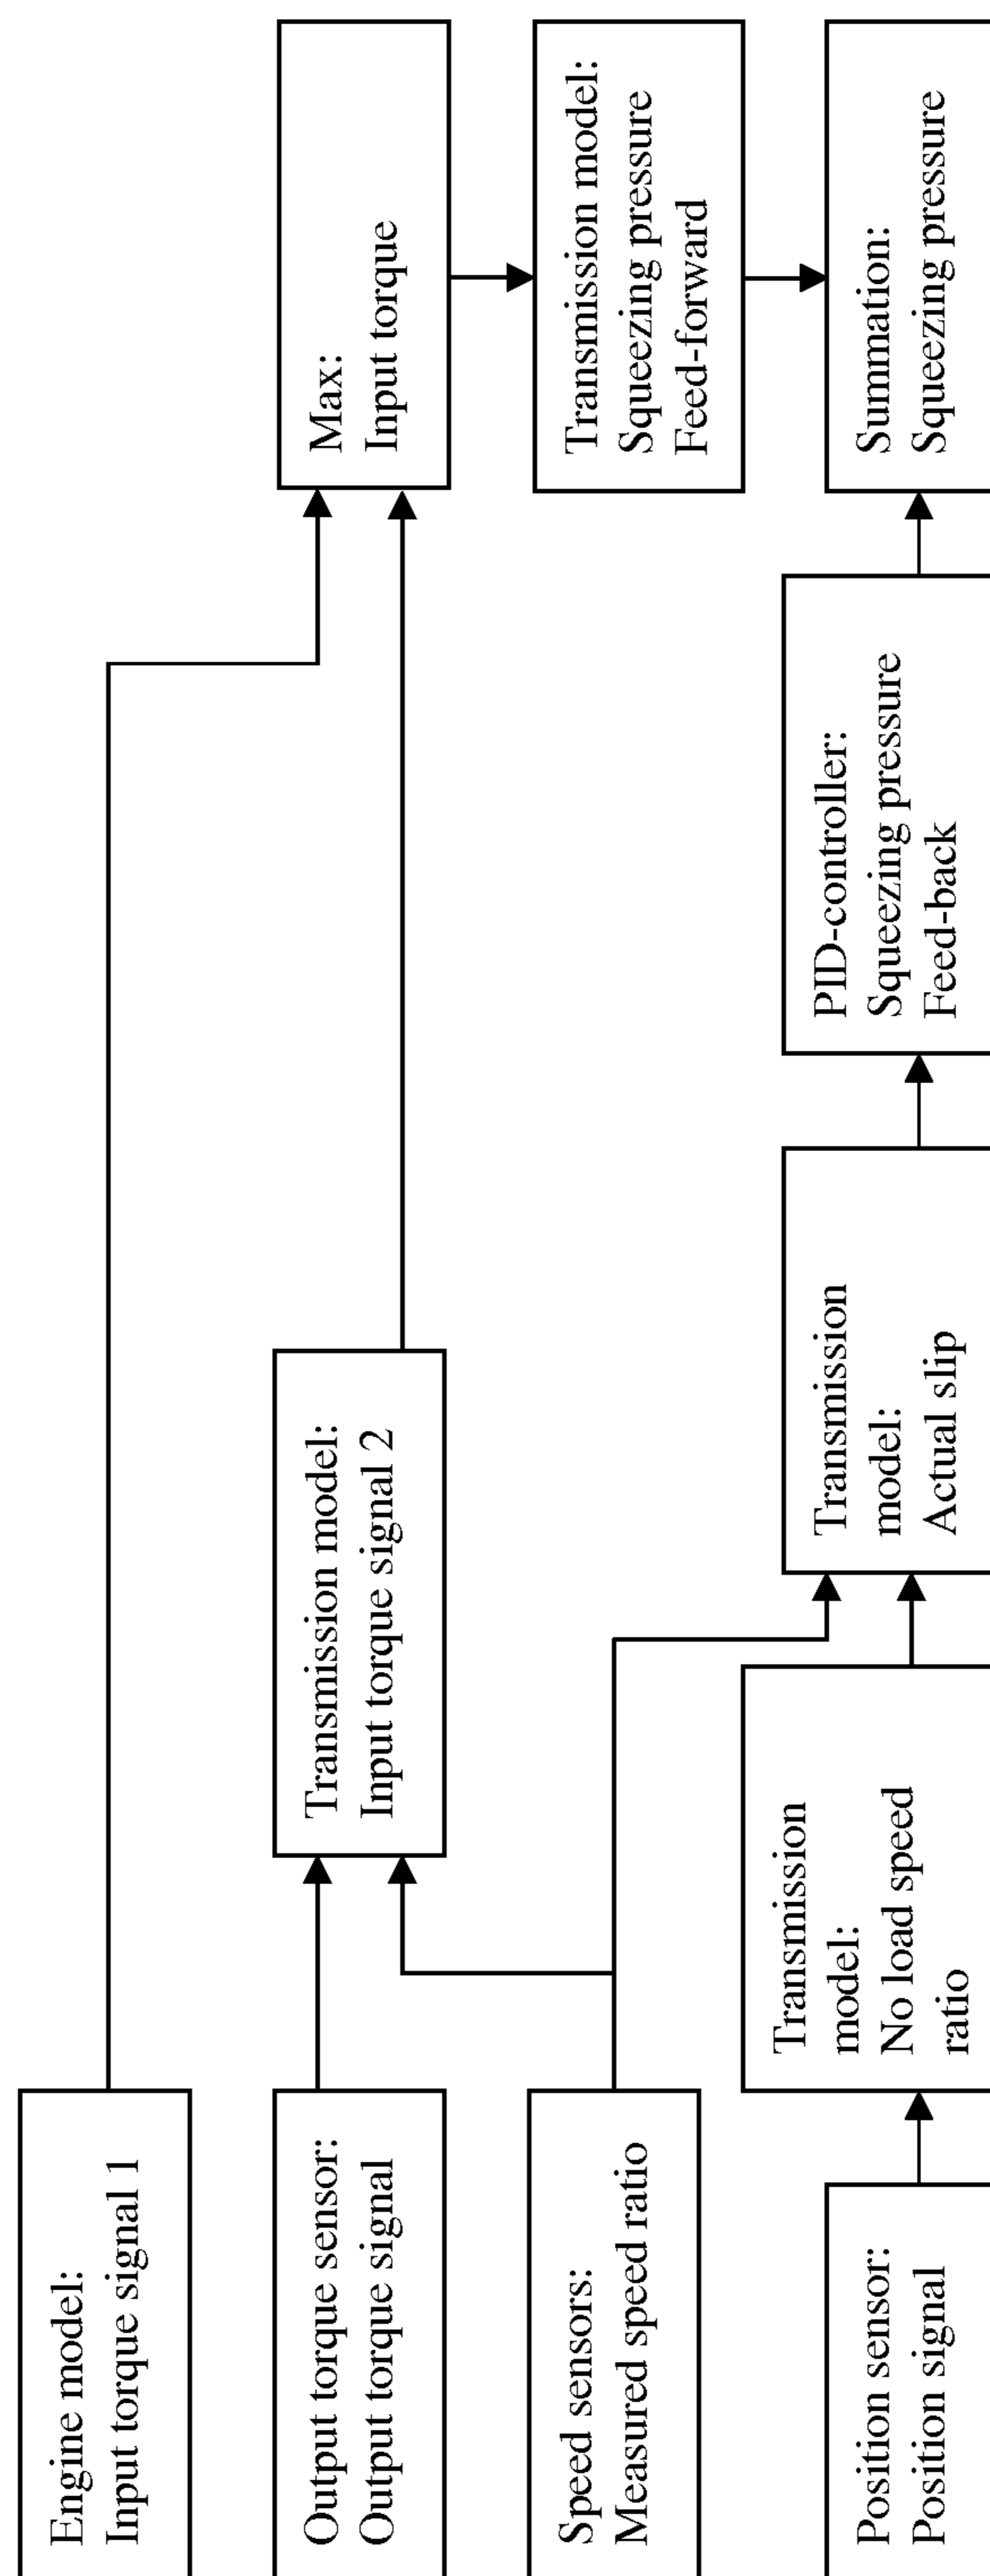 Engine model:
Input torque signal 1
Output torque sensor:
Output torque signal
Transmission model:
Input torque signal 2
Max:
Input torque
Speed sensors:
Measured speed ratio
Transmission model:
Squeezing pressure
Feed-forward
Position sensor:
Position signal
Transmission
model:
No load speed
ratio
Transmission
model:
Actual slip
PID-controller:
Squeezing pressure
Feed-back
Summation:
Squeezing pressure